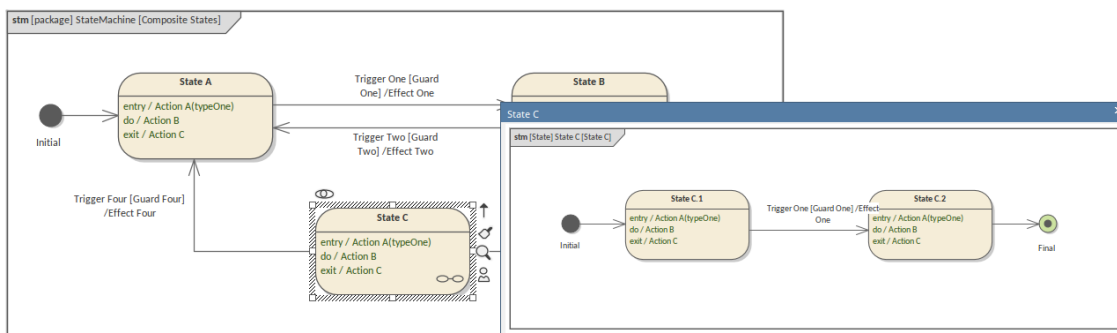 stm [package] StateMachine [Composite States]
State A
entry / Action A(typeOne)
do / Action B
exit / Action C
Initial
Trigger One [Guard
One] /Effect One
State B
Trigger Two [Guard
Two] /Effect Two
Trigger Four [Guard Four]
/Effect Four
State C
entry / Action A(typeOne)
do / Action B
exit / Action C
State C
stm [State] State C [State C]
Initial
State C.1
entry / Action A(typeOne)
do / Action B
exit / Action C
Trigger One [Guard One] /Effect
One
State C.2
entry / Action A(typeOne)
do / Action B
exit / Action C
Final